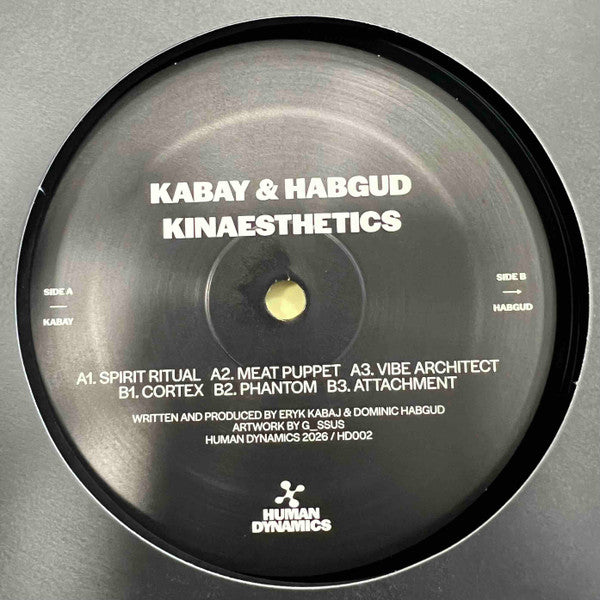 KABAY & HABGUD
KINAESTHETICS
SIDE A
—
KABAY
SIDE B
→
HABGUD
A1. SPIRIT RITUAL A2. MEAT PUPPET A3. VIBE ARCHITECT
B1. CORTEX B2. PHANTOM B3. ATTACHMENT
WRITTEN AND PRODUCED BY ERYK KABAJ & DOMINIC HABGUD
ARTWORK BY G_SSUS
HUMAN DYNAMICS 2026 / HD002
HUMAN
DYNAMICS